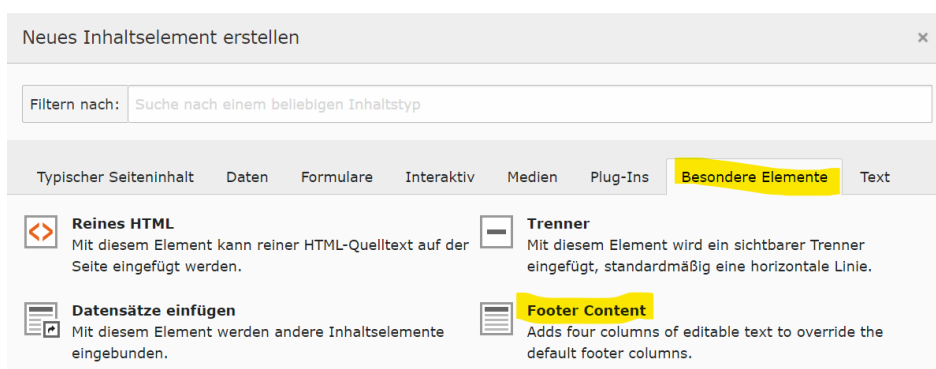 Neues Inhaltselement erstellen ×
Filtern nach: Suche nach einem beliebigen Inhaltstyp
Typischer Seiteninhalt Daten Formulare Interaktiv Medien Plug-Ins Besondere Elemente Text
Reines HTML
Mit diesem Element kann reiner HTML-Quelltext auf der
Seite eingefügt werden.
Trenner
Mit diesem Element wird ein sichtbarer Trenner
eingefügt, standardmäßig eine horizontale Linie.
Datensätze einfügen
Mit diesem Element werden andere Inhaltselemente
eingebunden.
Footer Content
Adds four columns of editable text to override the
default footer columns.